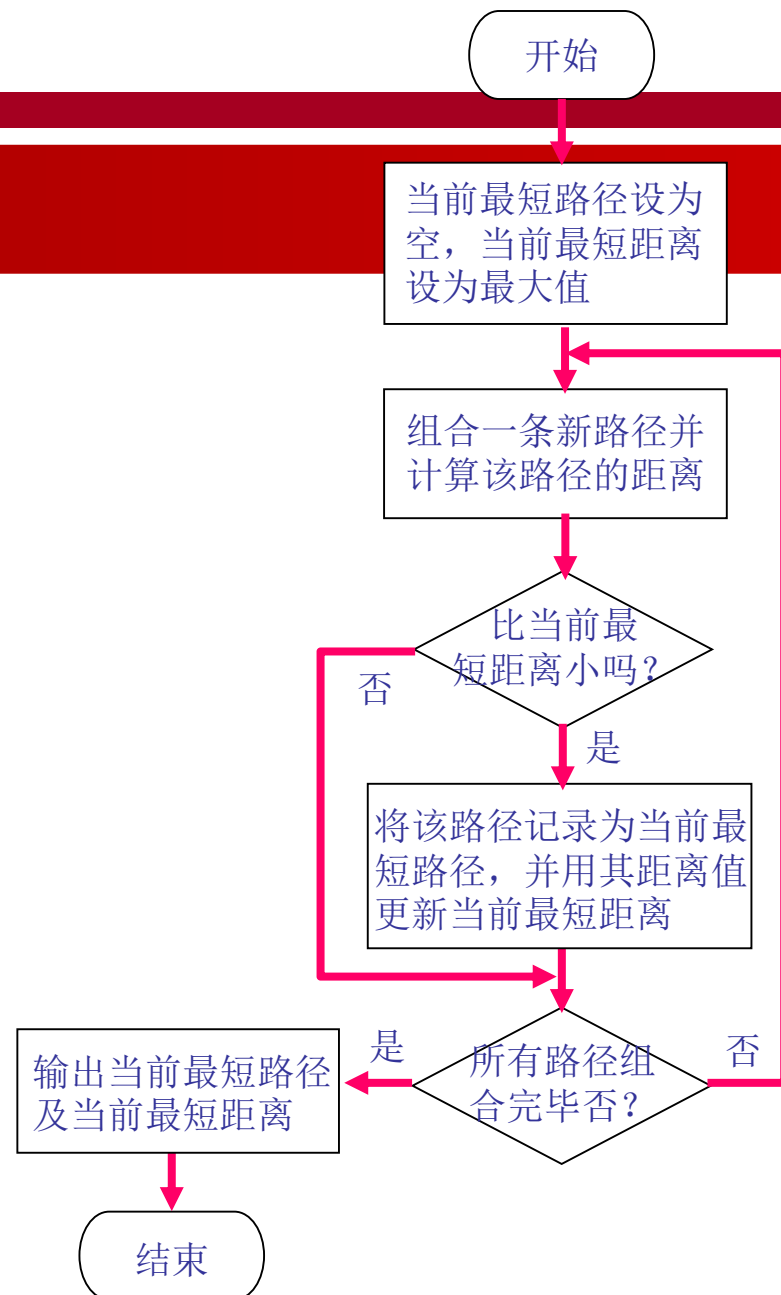 开始
当前最短路径设为
空，当前最短距离
设为最大值
组合一条新路径并
计算该路径的距离
比当前最
短距离小吗？
否
是
将该路径记录为当前最
短路径，并用其距离值
更新当前最短距离
所有路径组
合完毕否？
是
否
输出当前最短路径
及当前最短距离
结束